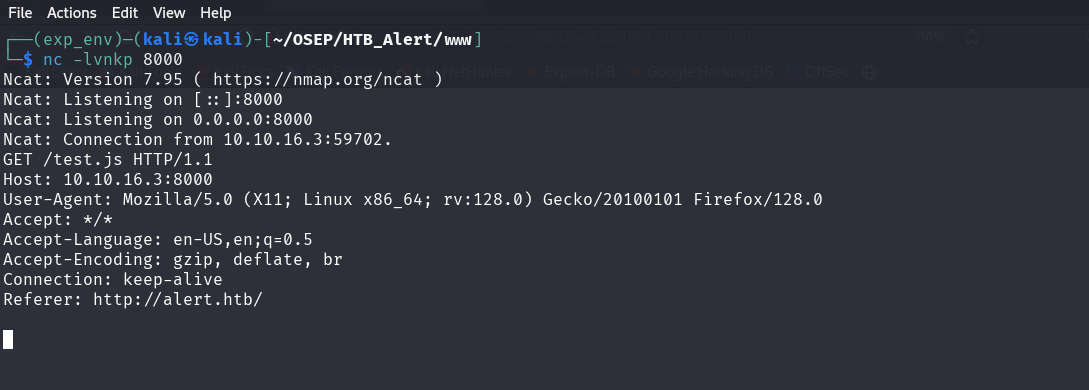 File Actions Edit View Help
┌──(exp_env)─(kali㉿kali)-[~/OSEP/HTB_Alert/www]
└─$ nc -lvnkp 8000
Ncat: Version 7.95 ( https://nmap.org/ncat )
Ncat: Listening on [::]:8000
Ncat: Listening on 0.0.0.0:8000
Ncat: Connection from 10.10.16.3:59702.
GET /test.js HTTP/1.1
Host: 10.10.16.3:8000
User-Agent: Mozilla/5.0 (X11; Linux x86_64; rv:128.0) Gecko/20100101 Firefox/128.0
Accept: */*
Accept-Language: en-US,en;q=0.5
Accept-Encoding: gzip, deflate, br
Connection: keep-alive
Referer: http://alert.htb/